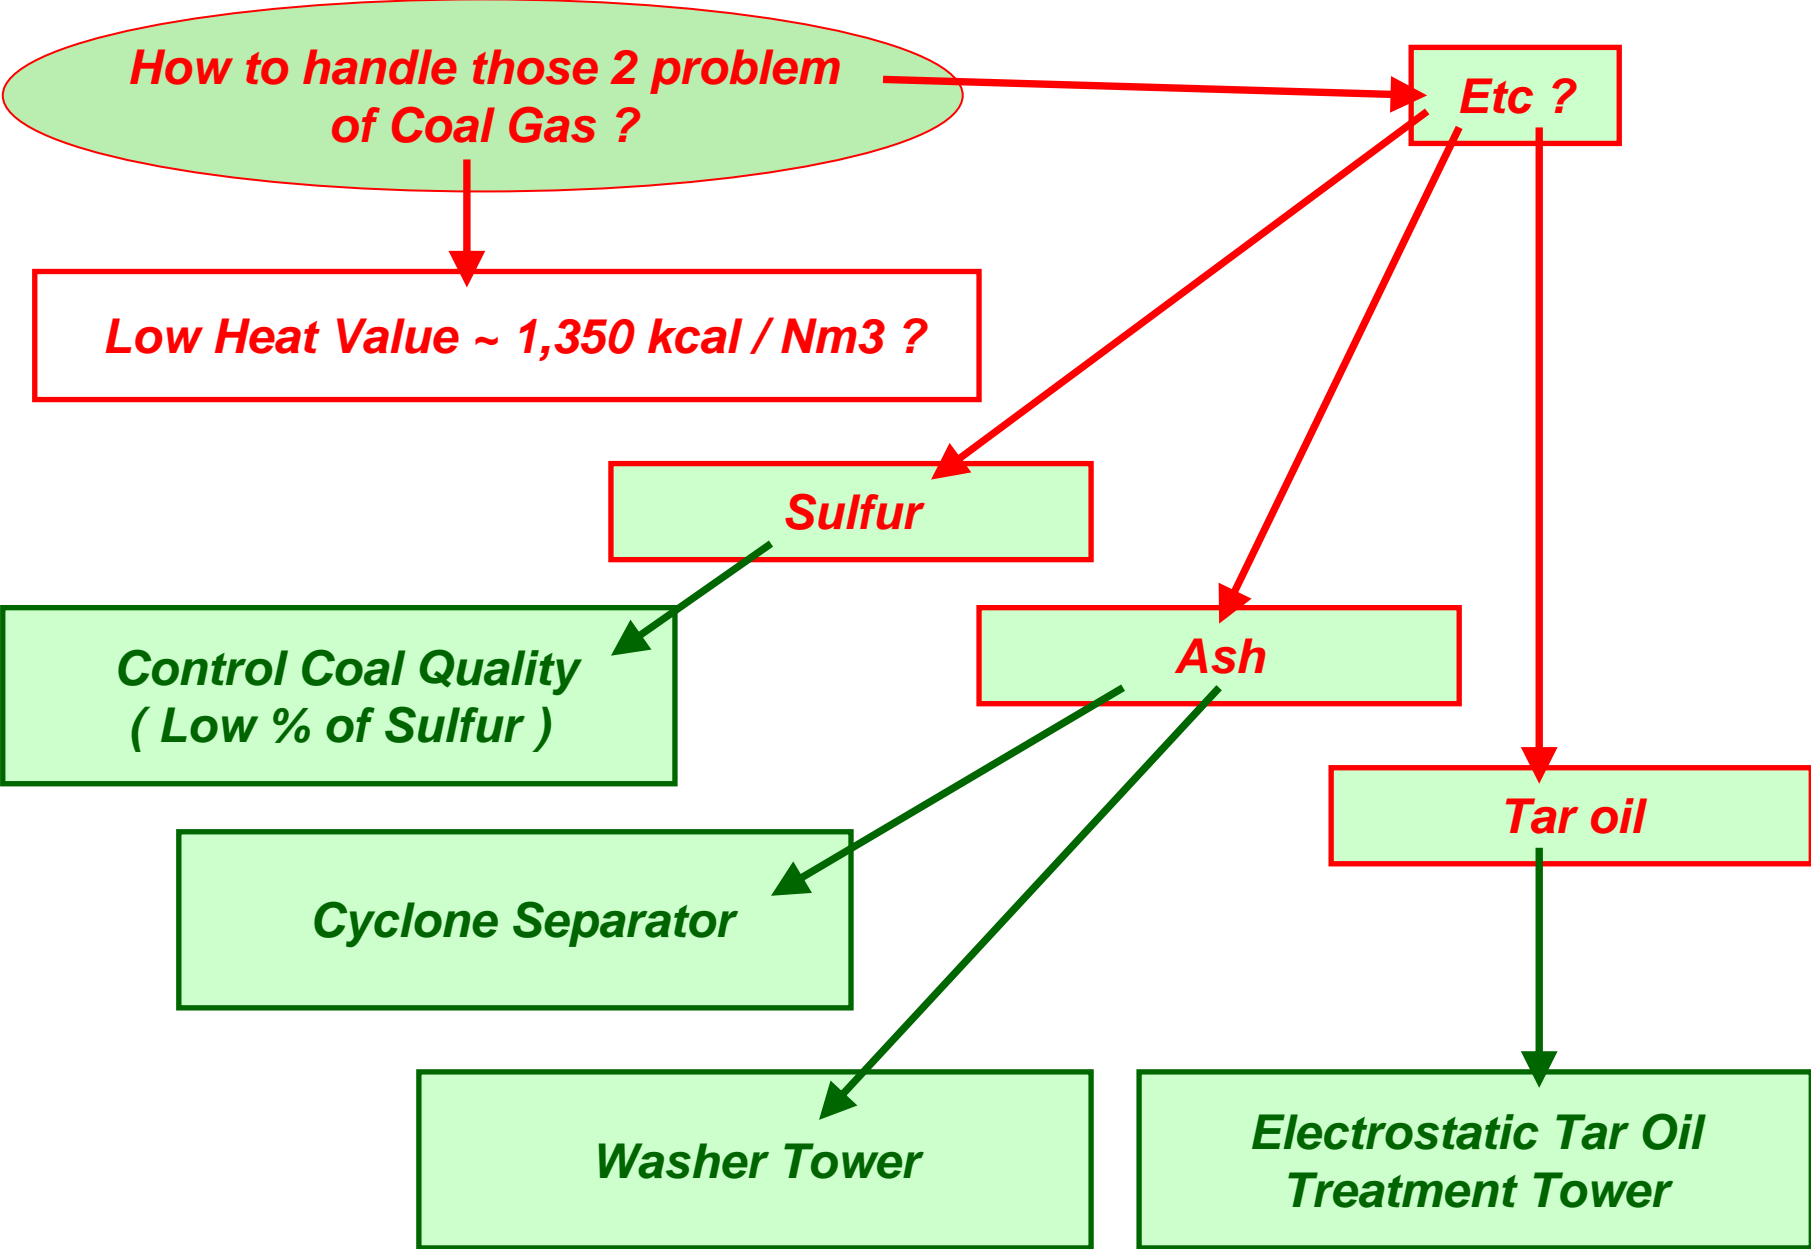 How to handle those 2 problem
of Coal Gas ?
Etc ?
Low Heat Value ~ 1,350 kcal / Nm3 ?
Sulfur
Control Coal Quality
( Low % of Sulfur )
Ash
Tar oil
Cyclone Separator
Washer Tower
Electrostatic Tar Oil
Treatment Tower